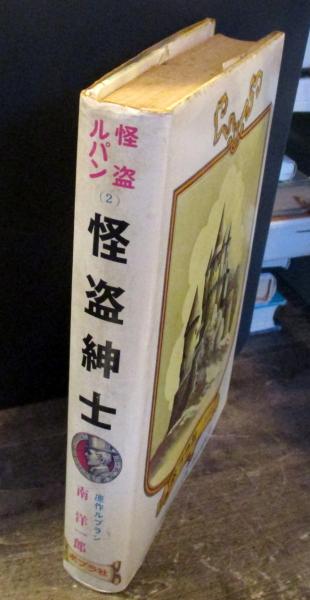 怪盗
ルパン
(2)
怪盗紳士
原作ルブラン
南洋一郎
ポプラ社